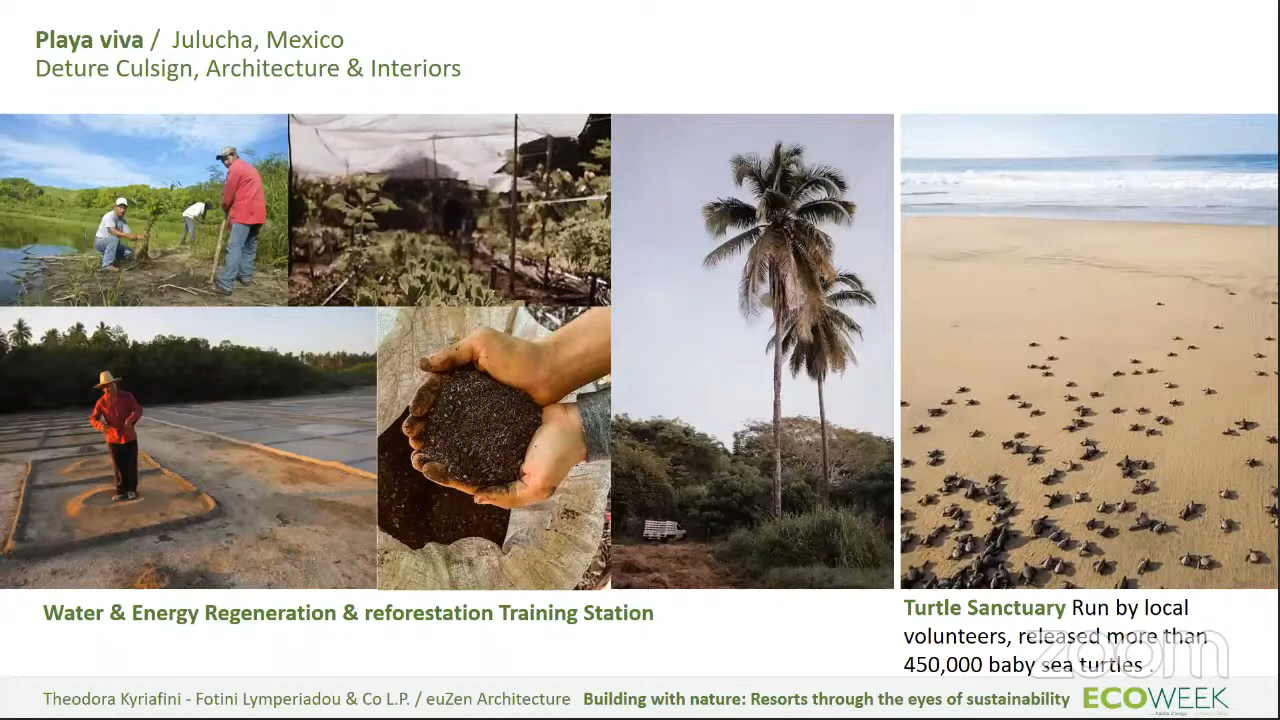 Playa viva / Julucha, Mexico
Deture Culsign, Architecture & Interiors
Water & Energy Regeneration & reforestation Training Station
Turtle Sanctuary Run by local
volunteers, released more than
450,000 baby sea turtles .
zoom
Theodora Kyriafini - Fotini Lymperiadou & Co L.P. / euZen Architecture Building with nature: Resorts through the eyes of sustainability ECOWEEK